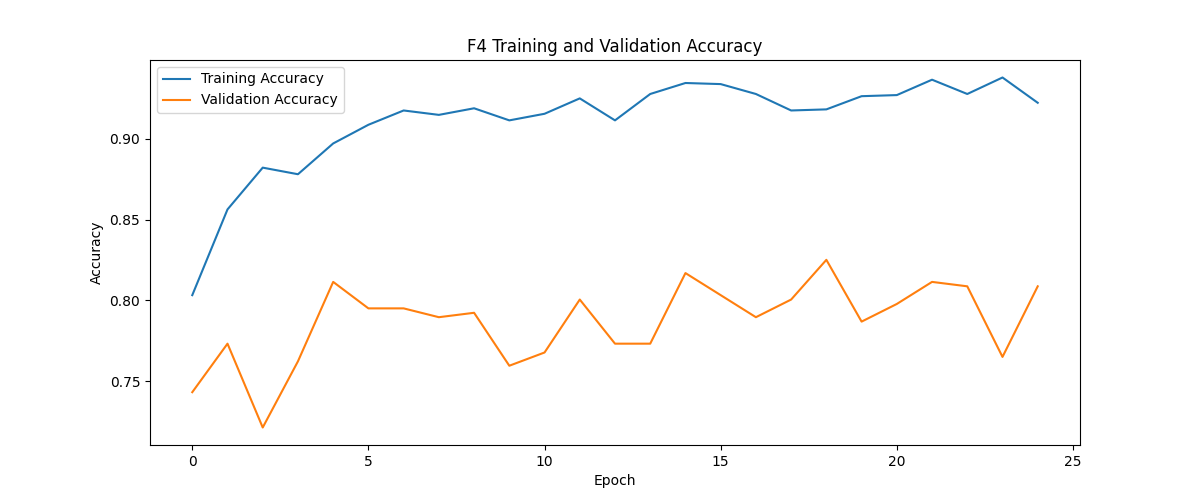 F4 Training and Validation Accuracy
Training Accuracy
Validation Accuracy
0.90
0.85
0.80
0.75
Accuracy
0 5 10 15 20 25
Epoch